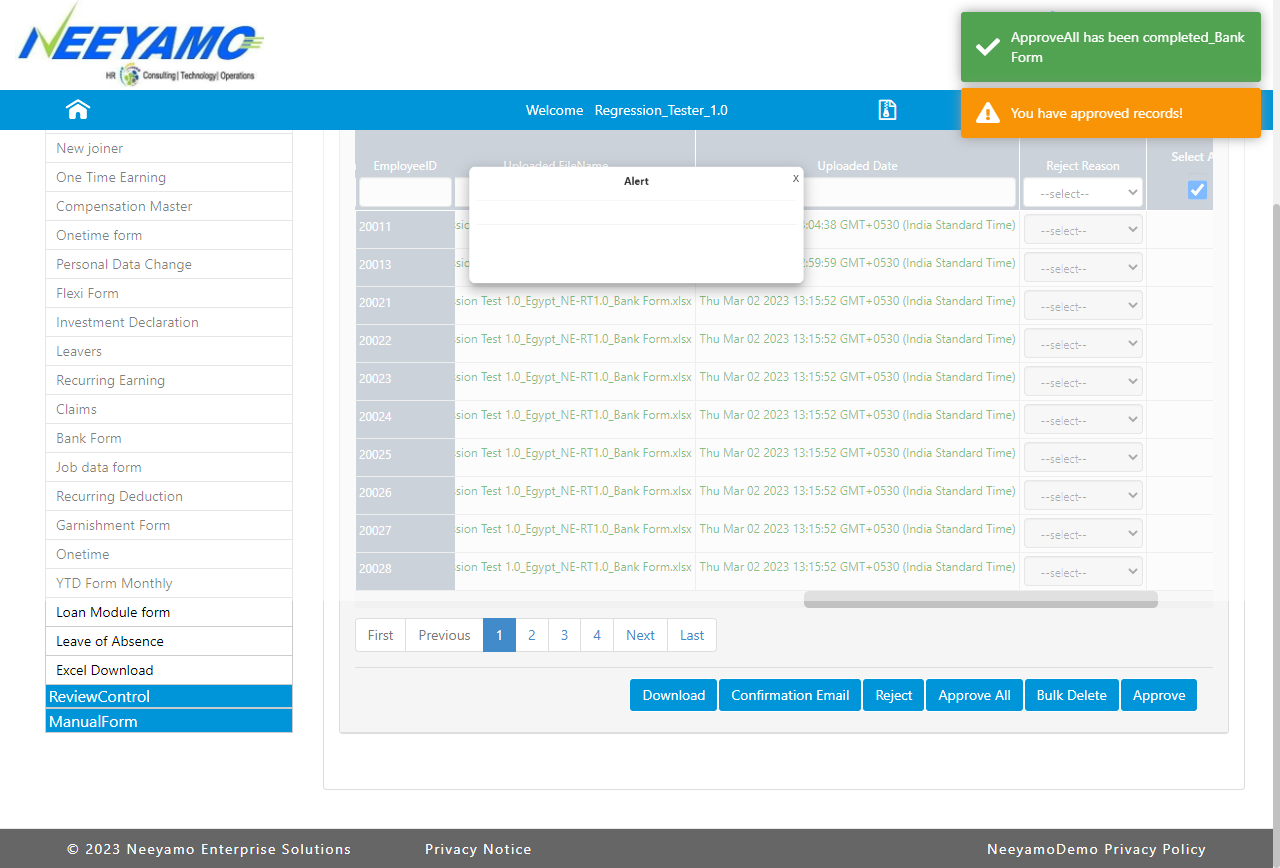 NEEYAMO
HR Consulting| Technology| Operations
ApproveAll has been completed_Bank
Form
You have approved records!
Welcome Regression_Tester_1.0
New joiner
One Time Earning
Compensation Master
Onetime form
Personal Data Change
Flexi Form
Investment Declaration
Leavers
Recurring Earning
Claims
Bank Form
Job data form
Recurring Deduction
Garnishment Form
Onetime
YTD Form Monthly
Loan Module form
Leave of Absence
Excel Download
ReviewControl
ManualForm
EmployeeID Uploaded FileName Uploaded Date Reject Reason Select A
--select--
Alert x
20011 ssio 3:04:38 GMT+0530 (India Standard Time) --select--
20013 ssio 2:59:59 GMT+0530 (India Standard Time) --select--
20021 ssion Test 1.0_Egypt_NE-RT1.0_Bank Form.xlsx Thu Mar 02 2023 13:15:52 GMT+0530 (India Standard Time) --select--
20022 ssion Test 1.0_Egypt_NE-RT1.0_Bank Form.xlsx Thu Mar 02 2023 13:15:52 GMT+0530 (India Standard Time) --select--
20023 ssion Test 1.0_Egypt_NE-RT1.0_Bank Form.xlsx Thu Mar 02 2023 13:15:52 GMT+0530 (India Standard Time) --select--
20024 ssion Test 1.0_Egypt_NE-RT1.0_Bank Form.xlsx Thu Mar 02 2023 13:15:52 GMT+0530 (India Standard Time) --select--
20025 ssion Test 1.0_Egypt_NE-RT1.0_Bank Form.xlsx Thu Mar 02 2023 13:15:52 GMT+0530 (India Standard Time) --select--
20026 ssion Test 1.0_Egypt_NE-RT1.0_Bank Form.xlsx Thu Mar 02 2023 13:15:52 GMT+0530 (India Standard Time) --select--
20027 ssion Test 1.0_Egypt_NE-RT1.0_Bank Form.xlsx Thu Mar 02 2023 13:15:52 GMT+0530 (India Standard Time) --select--
20028 ssion Test 1.0_Egypt_NE-RT1.0_Bank Form.xlsx Thu Mar 02 2023 13:15:52 GMT+0530 (India Standard Time) --select--
First Previous 1 2 3 4 Next Last
Download Confirmation Email Reject Approve All Bulk Delete Approve
© 2023 Neeyamo Enterprise Solutions Privacy Notice NeeyamoDemo Privacy Policy